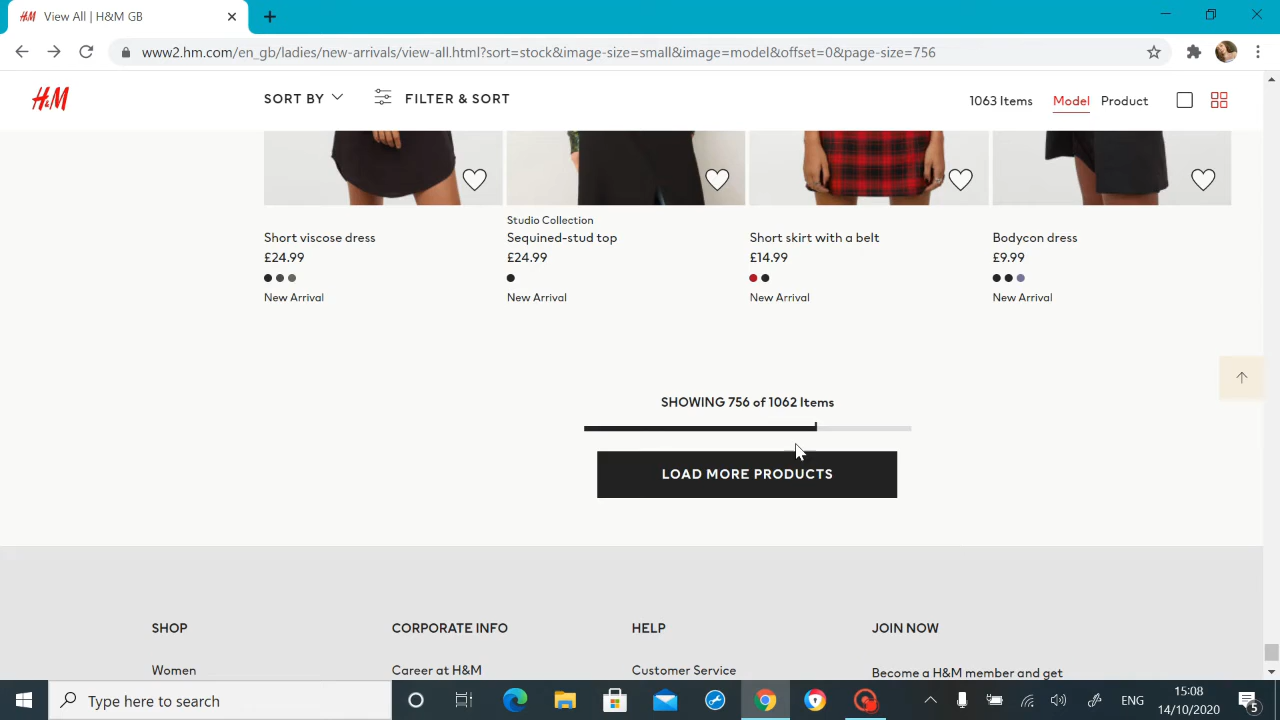 H&M View All | H&M GB
www2.hm.com/en_gb/ladies/new-arrivals/view-all.html?sort=stock&image-size=small&image=model&offset=0&page-size=756
H&M SORT BY FILTER & SORT 1063 Items Model Product
Studio Collection
Short viscose dress Sequined-stud top Short skirt with a belt Bodycon dress
£24.99 £24.99 £14.99 £9.99
New Arrival New Arrival New Arrival New Arrival
SHOWING 756 of 1062 Items
LOAD MORE PRODUCTS
SHOP CORPORATE INFO HELP JOIN NOW
Women Career at H&M Customer Service Become a H&M member and get
Type here to search ENG 15:08
14/10/2020 5